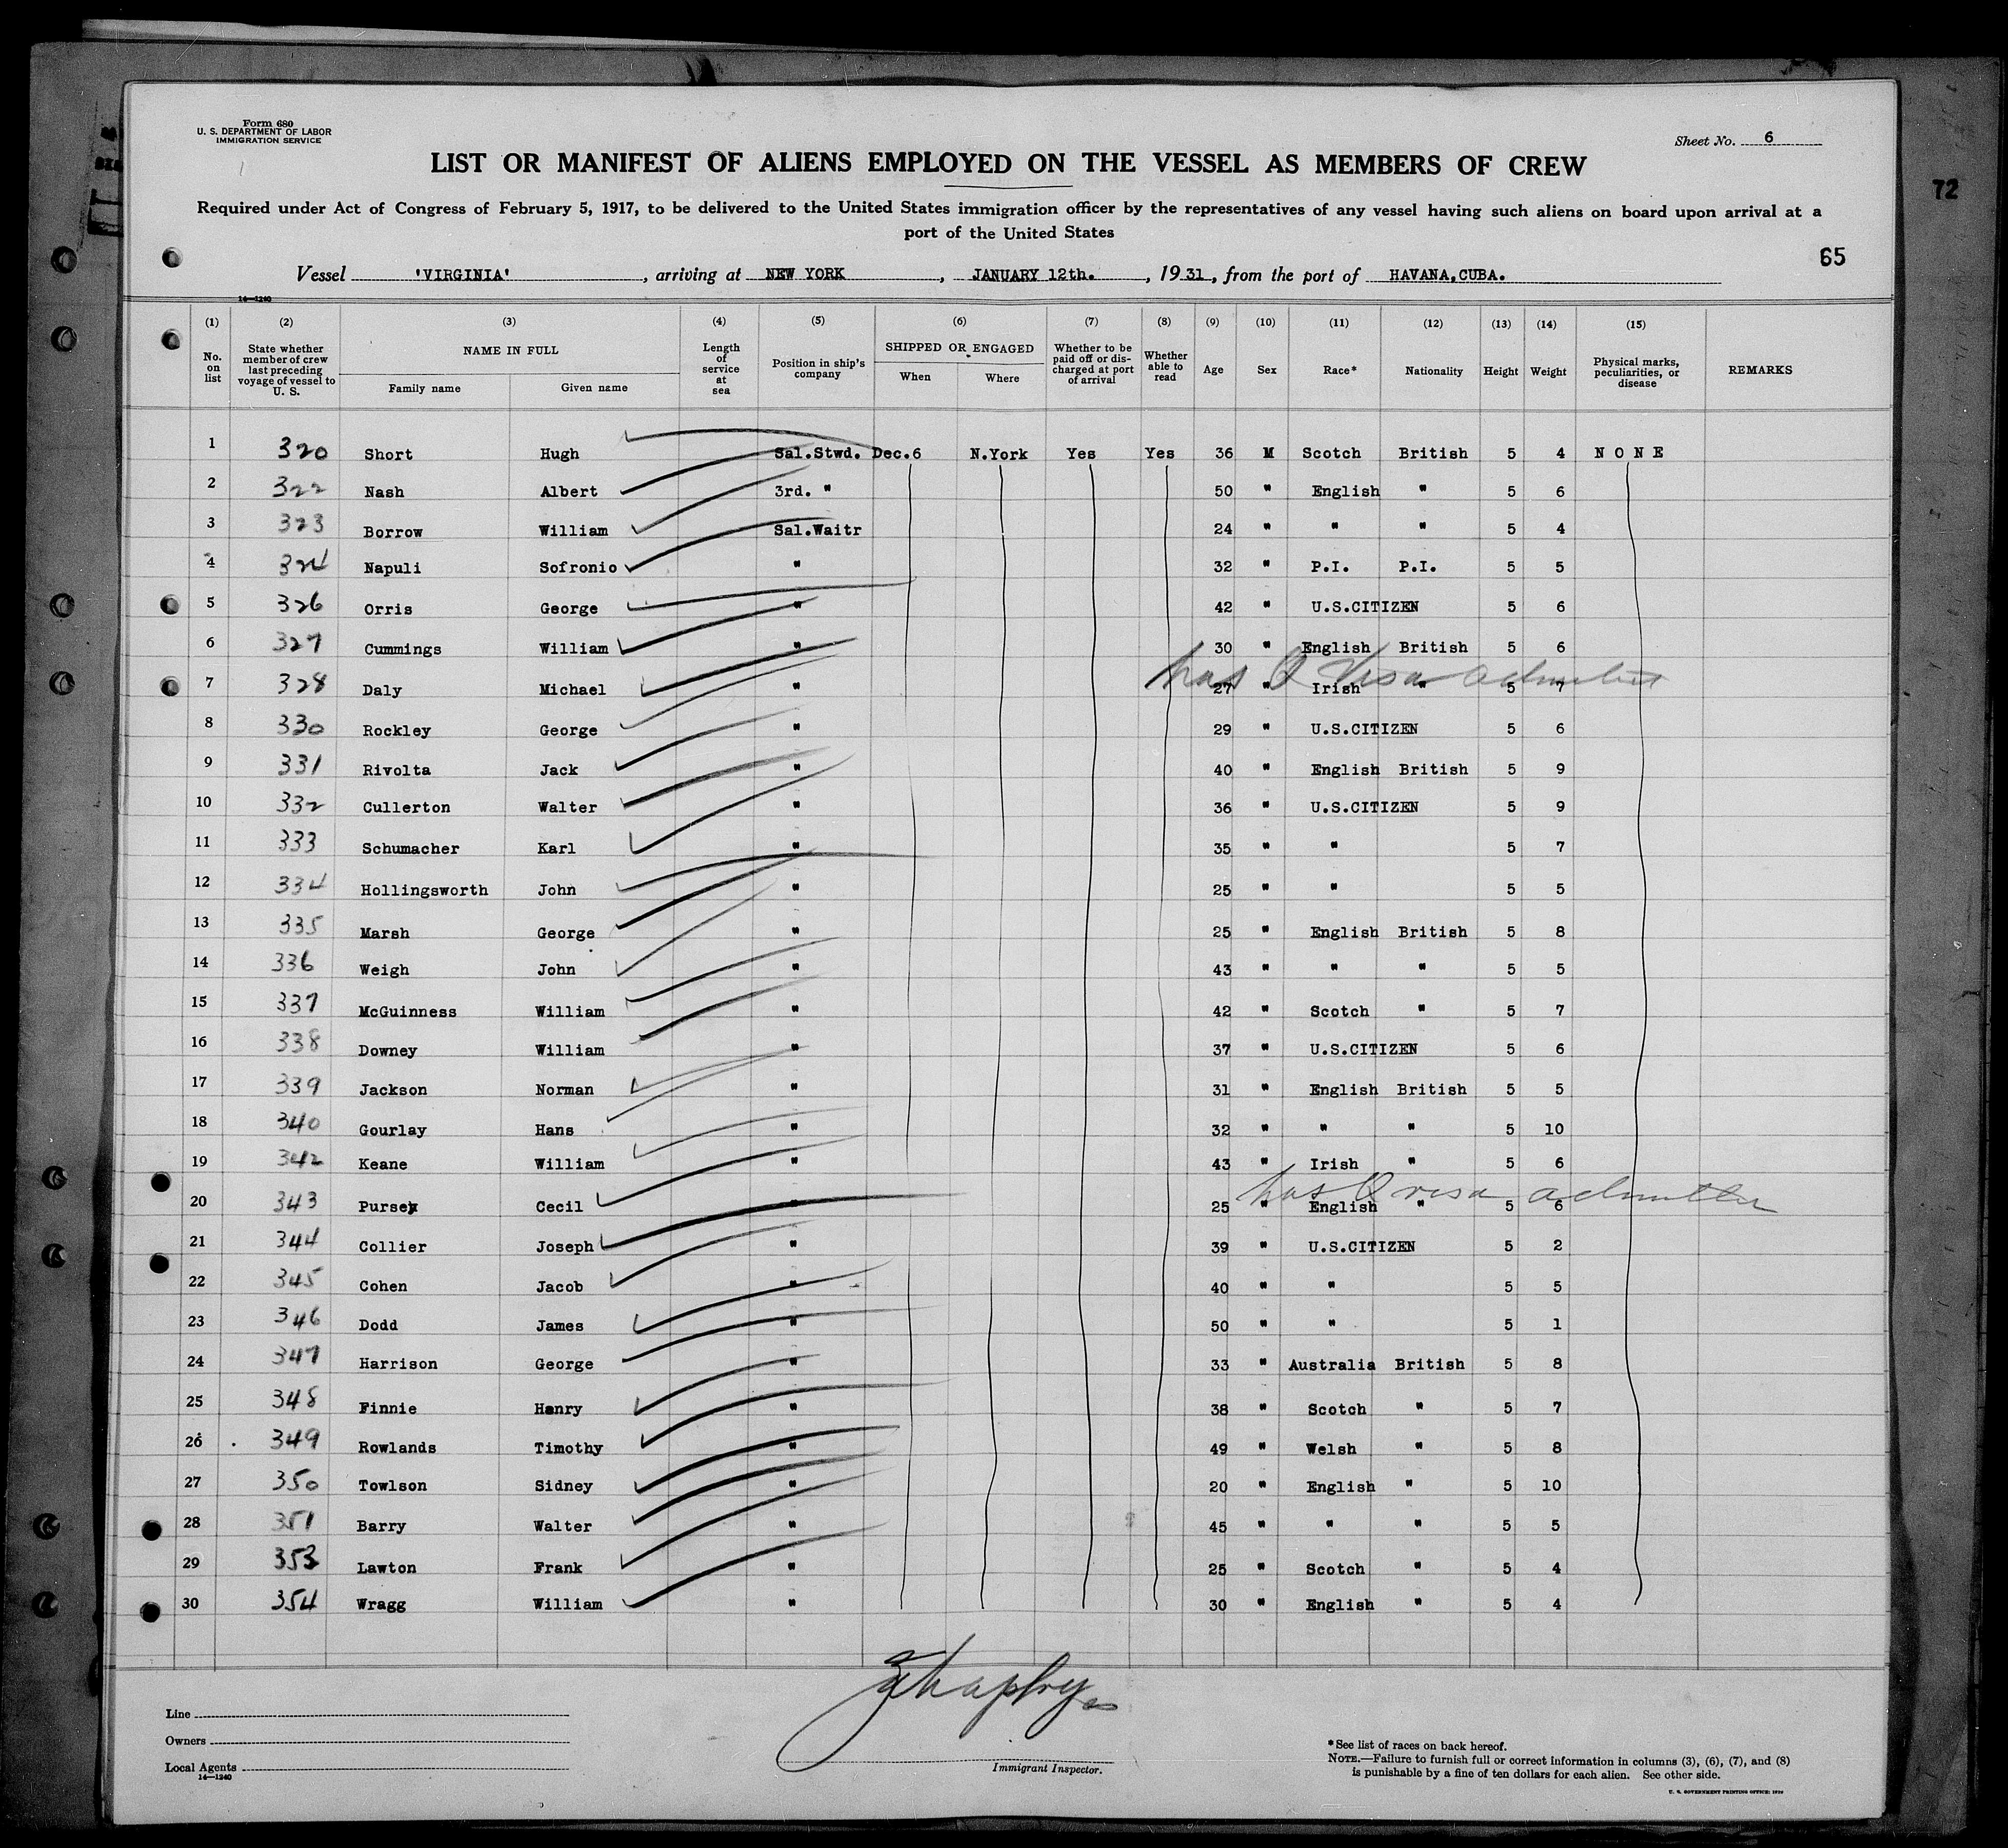 Form 680
U. S. DEPARTMENT OF LABOR
IMMIGRATION SERVICE
Sheet No. 6
LIST OR MANIFEST OF ALIENS EMPLOYED ON THE VESSEL AS MEMBERS OF CREW
72
Required under Act of Congress of February 5, 1917, to be delivered to the United States immigration officer by the representatives of any vessel having such aliens on board upon arrival at a
port of the United States
65
Vessel 'VIRGINIA' , arriving at NEW YORK , JANUARY 12th. , 1931 , from the port of HAVANA,CUBA.
14—1240
(1) (2) (3) (4) (5) (6) (7) (8) (9) (10) (11) (12) (13) (14) (15)
No. on list State whether member of crew last preceding voyage of vessel to U. S. NAME IN FULL Family name Given name Length of service at sea Position in ship's company SHIPPED OR ENGAGED When Where Whether to be paid off or discharged at port of arrival Whether able to read Age Sex Race* Nationality Height Weight Physical marks, peculiarities, or disease REMARKS
1 320 Short Hugh Sal.Stwd. Dec.6 N.York Yes Yes 36 M Scotch British 5 4 NONE
2 322 Nash Albert 3rd. " 50 " English " 5 6
3 323 Borrow William Sal.Waitr 24 " " " 5 4
4 324 Napuli Sofronio " 32 " P.I. P.I. 5 5
5 326 Orris George " 42 " U.S.CITIZEN 5 6
6 327 Cummings William " 30 " English British 5 6
has Q Visa admitted
7 328 Daly Michael " 27 " Irish " 5 7
8 330 Rockley George " 29 " U.S.CITIZEN 5 6
9 331 Rivolta Jack " 40 " English British 5 9
10 332 Cullerton Walter " 36 " U.S.CITIZEN 5 9
11 333 Schumacher Karl " 35 " " 5 7
12 334 Hollingsworth John " 25 " " 5 5
13 335 Marsh George " 25 " English British 5 8
14 336 Weigh John " 43 " " " 5 5
15 337 McGuinness William " 42 " Scotch " 5 7
16 338 Downey William " 37 " U.S.CITIZEN 5 6
17 339 Jackson Norman " 31 " English British 5 5
18 340 Gourlay Hans " 32 " " " 5 10
19 342 Keane William " 43 " Irish " 5 6
has Q visa admitted
20 343 Pursey Cecil " 25 " English " 5 6
21 344 Collier Joseph " 39 " U.S.CITIZEN 5 2
22 345 Cohen Jacob " 40 " " 5 5
23 346 Dodd James " 50 " " 5 1
24 347 Harrison George " 33 " Australia British 5 8
25 348 Finnie Henry " 38 " Scotch " 5 7
26 349 Rowlands Timothy " 49 " Welsh " 5 8
27 350 Towlson Sidney " 20 " English " 5 10
28 351 Barry Walter " 45 " " " 5 5
29 353 Lawton Frank " 25 " Scotch " 5 4
30 354 Wragg William " 30 " English " 5 4
Line
Owners
Local Agents
14—1240
Immigrant Inspector.
*See list of races on back hereof.
NOTE.—Failure to furnish full or correct information in columns (3), (6), (7), and (8)
is punishable by a fine of ten dollars for each alien. See other side.
U. S. GOVERNMENT PRINTING OFFICE: 1929